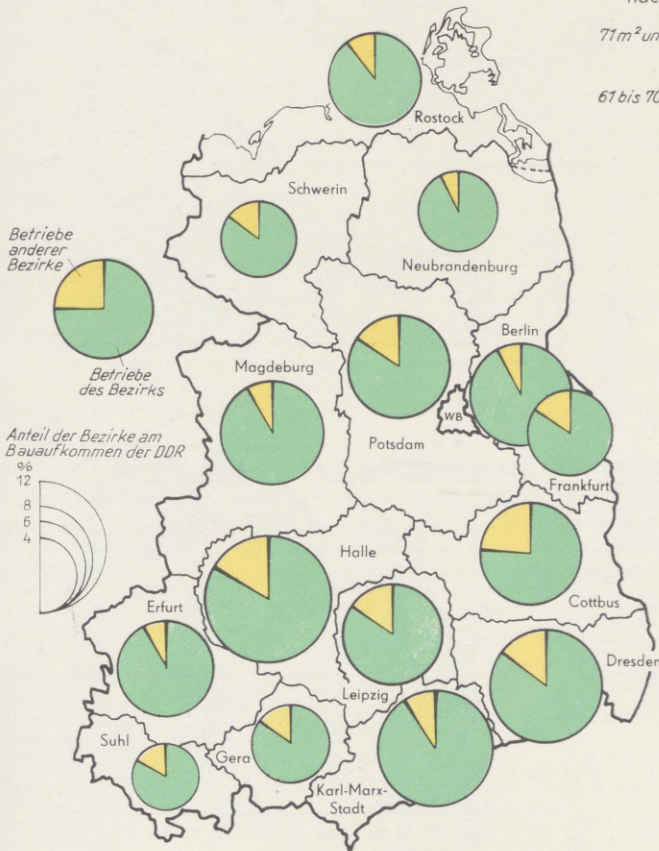 nach
71 m² un
61 bis 70
Rostock
Schwerin
Neubrandenburg
Betriebe
anderer
Bezirke
Betriebe
des Bezirks
Berlin
Magdeburg
WB
Potsdam
Frankfurt
Anteil der Bezirke am
Bauaufkommen der DDR
%
12
8
6
4
Halle
Cottbus
Erfurt
Dresden
Leipzig
Suhl
Gera
Karl-Marx-
Stadt